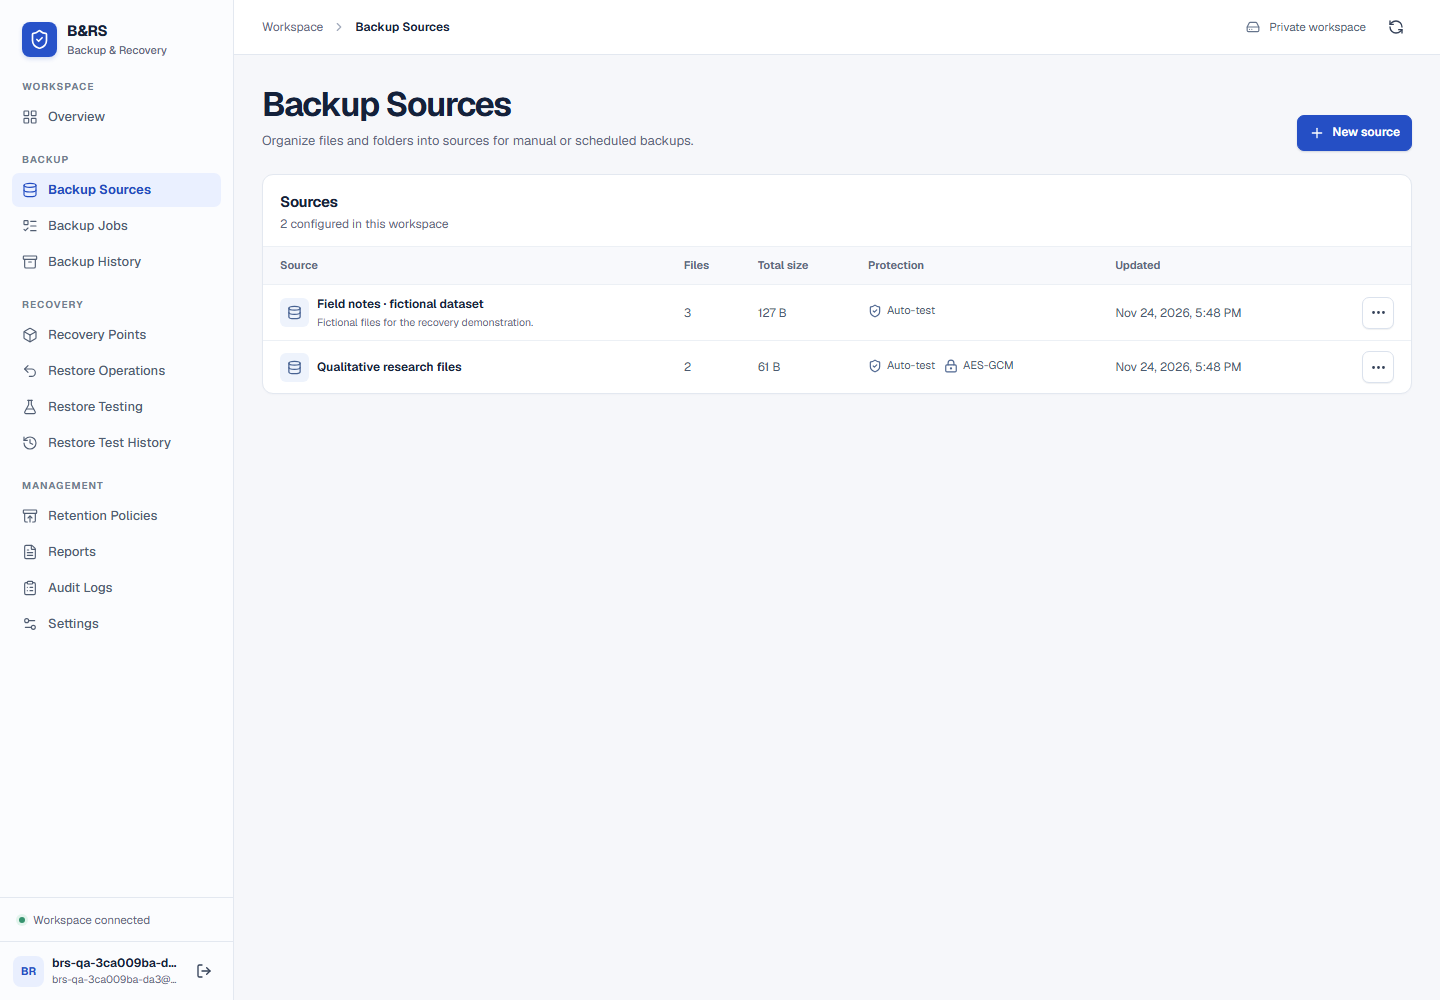 B&RS
Backup & Recovery
WORKSPACE
Overview
BACKUP
Backup Sources
Backup Jobs
Backup History
RECOVERY
Recovery Points
Restore Operations
Restore Testing
Restore Test History
MANAGEMENT
Retention Policies
Reports
Audit Logs
Settings
Workspace connected
BR
brs-qa-3ca009ba-d...
brs-qa-3ca009ba-da3@...
Workspace > Backup Sources
Private workspace
Backup Sources
Organize files and folders into sources for manual or scheduled backups.
+ New source
Sources
2 configured in this workspace
Source Files Total size Protection Updated
Field notes · fictional dataset 3 127 B Auto-test Nov 24, 2026, 5:48 PM
Fictional files for the recovery demonstration.
Qualitative research files 2 61 B Auto-test AES-GCM Nov 24, 2026, 5:48 PM